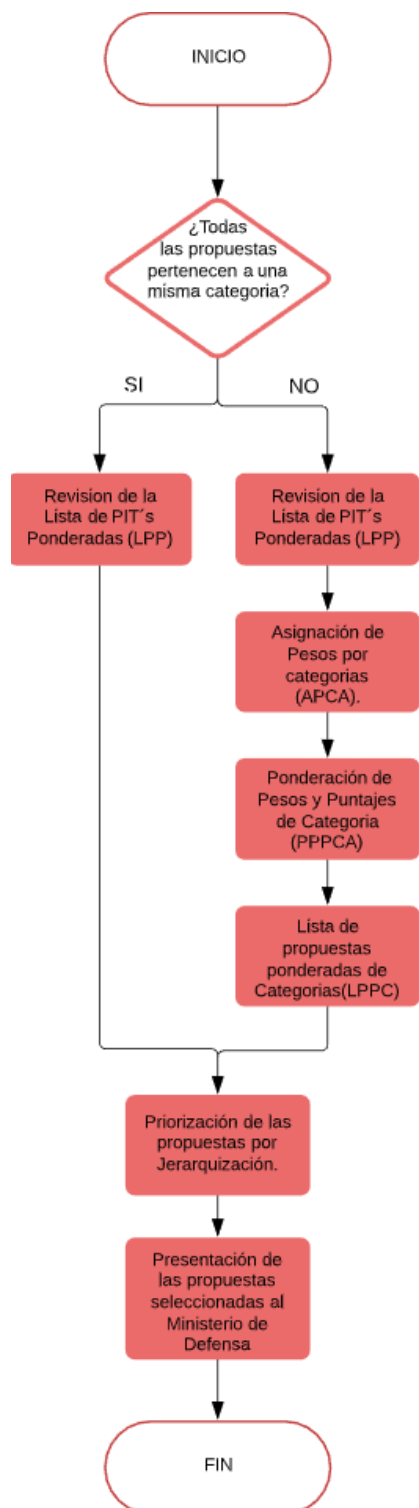 INICIO
¿Todas
las propuestas
pertenecen a una
misma categoria?
SI
NO
Revision de la
Lista de PIT´s
Ponderadas (LPP)
Revision de la
Lista de PIT´s
Ponderadas (LPP)
Asignación de
Pesos por
categorias
(APCA).
Ponderación de
Pesos y Puntajes
de Categoria
(PPPCA)
Lista de
propuestas
ponderadas de
Categorias(LPPC)
Priorización de las
propuestas por
Jerarquización.
Presentación de
las propuestas
seleccionadas al
Ministerio de
Defensa
FIN